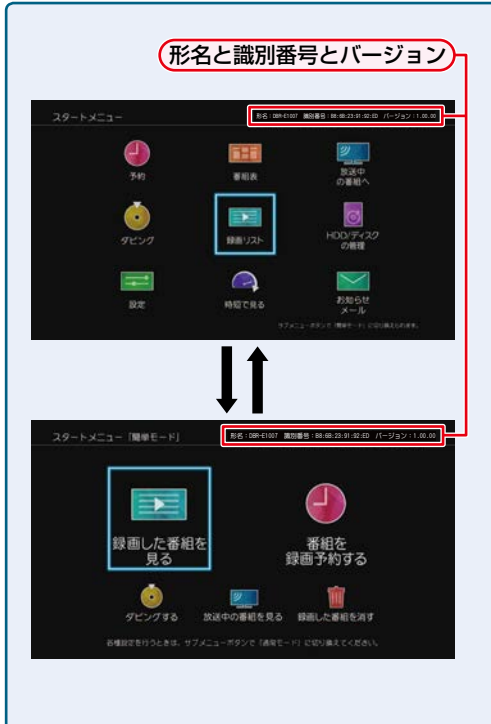 形名と識別番号とバージョン
スタートメニュー
形名：DBR-E1007 識別番号：B8:6B:23:91:92:ED バージョン：1.00.00
予約
番組表
放送中
の番組へ
ダビング
録画リスト
HDD/ディスク
の管理
設定
時短で見る
お知らせ
メール
サブメニューボタンで「簡単モード」に切り換えられます。
スタートメニュー「簡単モード」
形名：DBR-E1007 識別番号：B8:6B:23:91:92:ED バージョン：1.00.00
録画した番組を
見る
番組を
録画予約する
ダビングする
放送中の番組を見る
録画した番組を消す
各種設定を行うときは、サブメニューボタンで「通常モード」に切り換えてください。